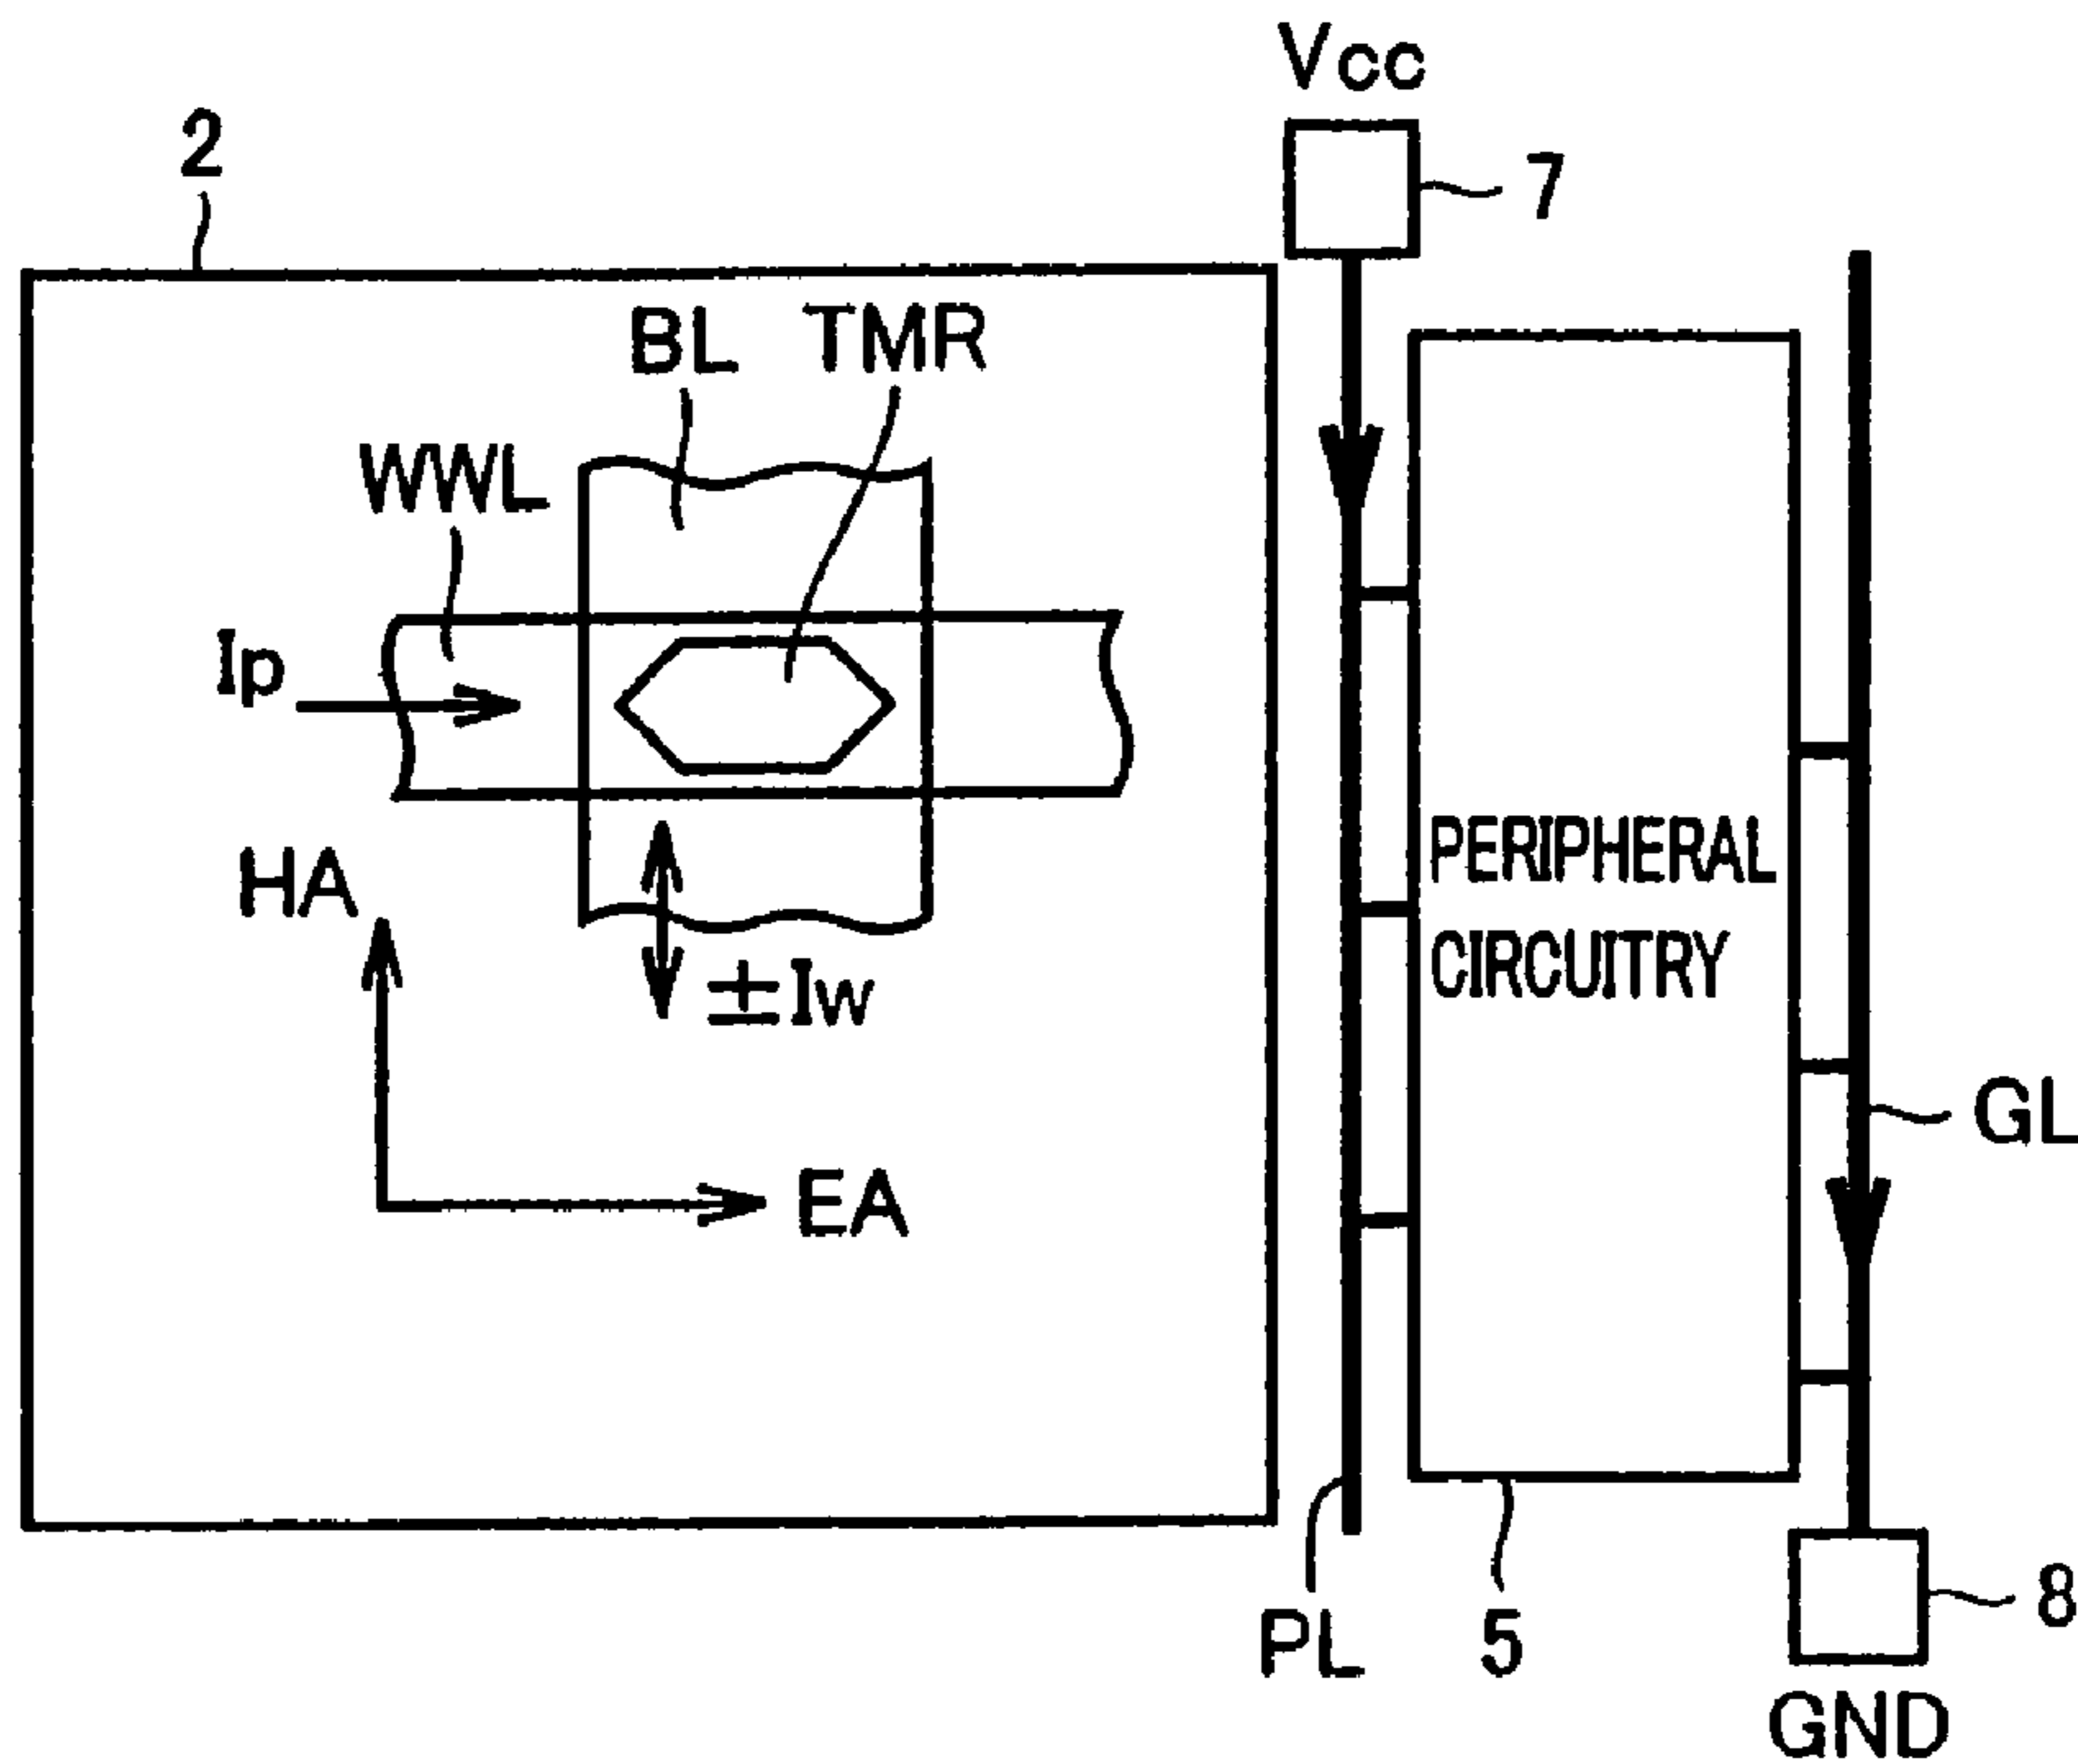 Vcc
2
7
BL
TMR
WWL
Ip
HA
PERIPHERAL
CIRCUITRY
±Iw
GL
EA
8
PL
5
GND